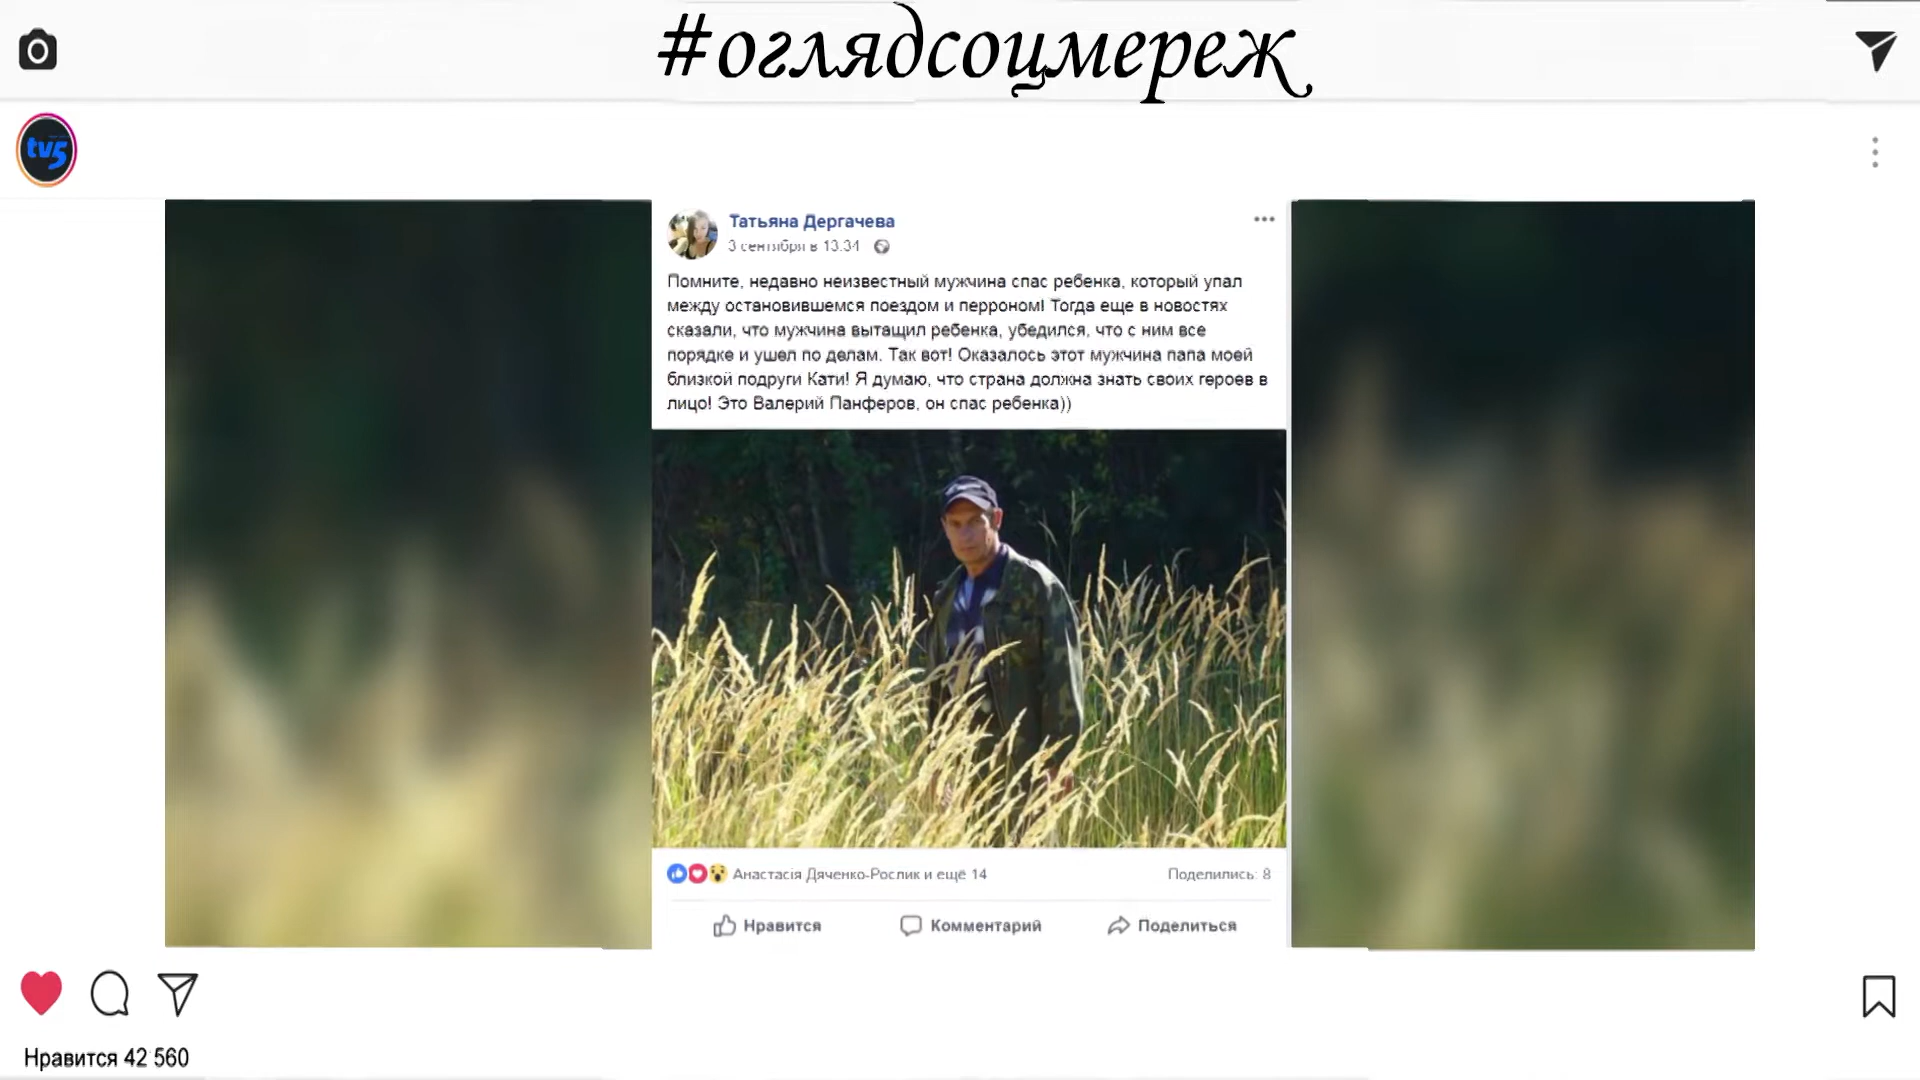 #оглядсоцмереж
tv5
Татьяна Дергачева
3 сентября в 13:34
Помните, недавно неизвестный мужчина спас ребенка, который упал
между остановившемся поездом и перроном! Тогда еще в новостях
сказали, что мужчина вытащил ребенка, убедился, что с ним все
порядке и ушел по делам. Так вот! Оказалось этот мужчина папа моей
близкой подруги Кати! Я думаю, что страна должна знать своих героев в
лицо! Это Валерий Панферов, он спас ребенка))
Анастасія Дяченко-Рослик и ещё 14
Поделились: 8
Нравится
Комментарий
Поделиться
Нравится 42 560